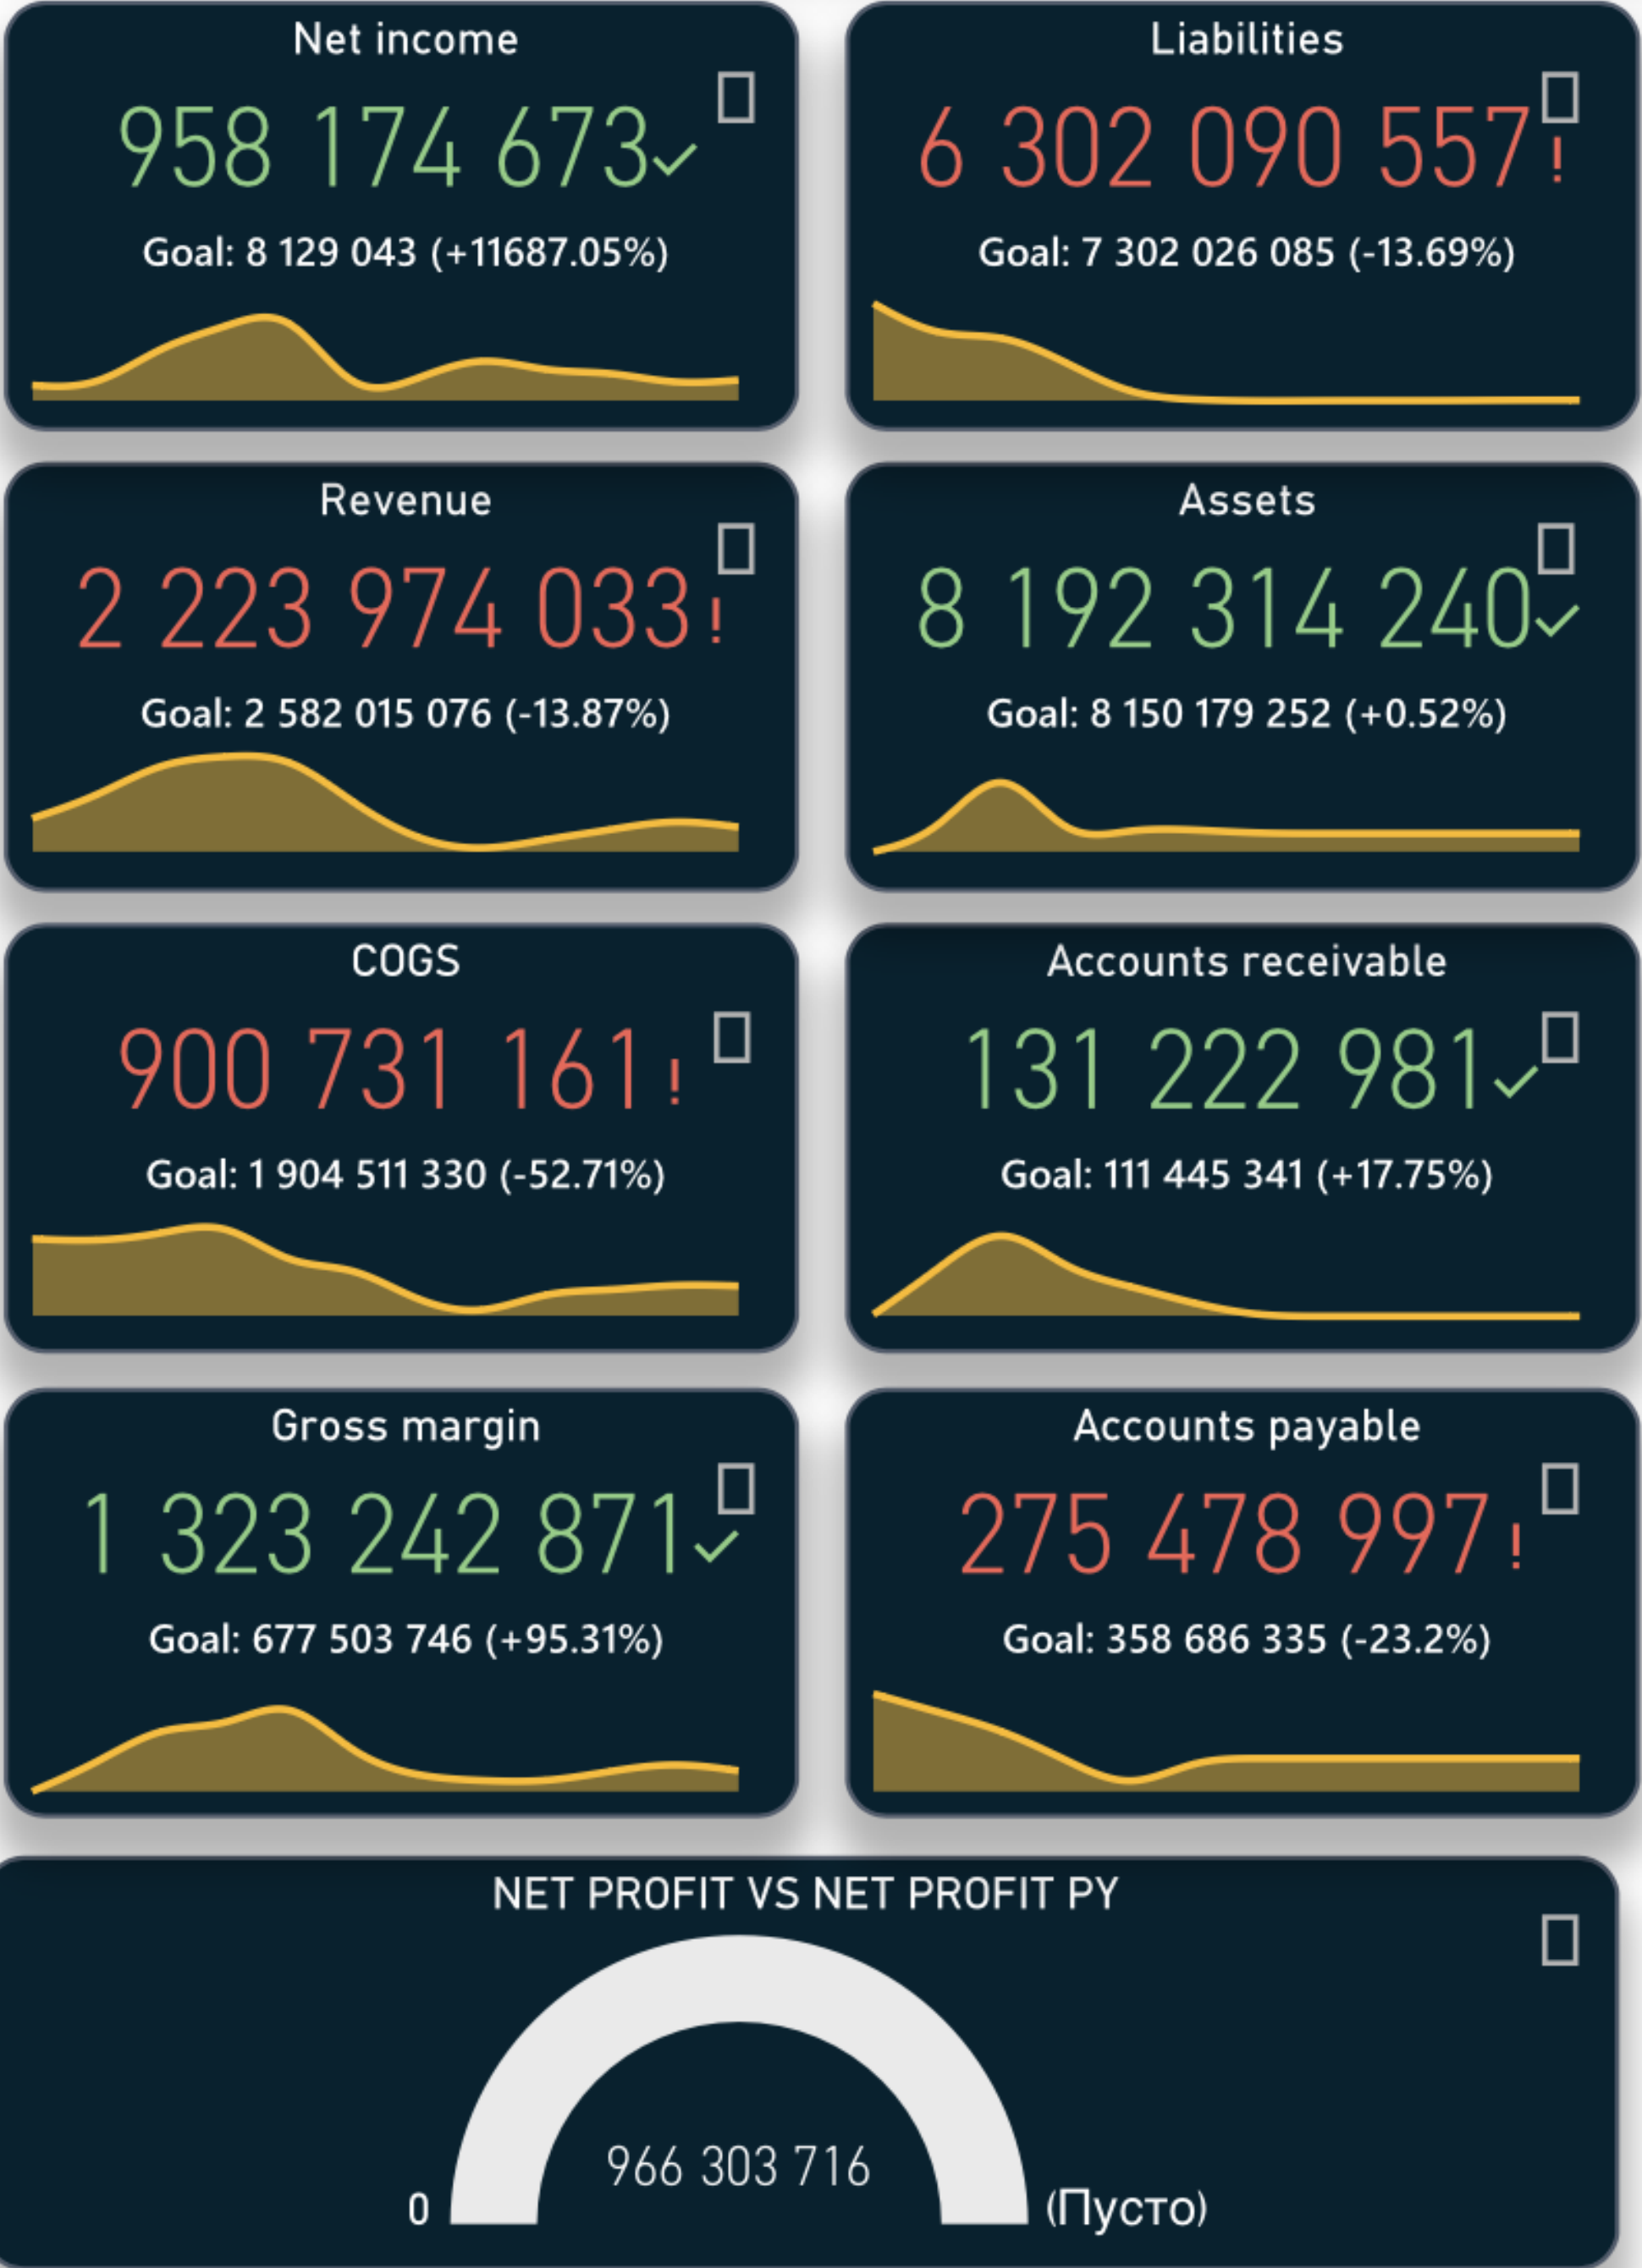 Net income
958 174 673
Goal: 8 129 043 (+11687.05%)
Liabilities
6 302 090 557!
Goal: 7 302 026 085 (-13.69%)
Revenue
2 223 974 033!
Goal: 2 582 015 076 (-13.87%)
Assets
8 192 314 240
Goal: 8 150 179 252 (+0.52%)
COGS
900 731 161!
Goal: 1 904 511 330 (-52.71%)
Accounts receivable
131 222 981
Goal: 111 445 341 (+17.75%)
Gross margin
1 323 242 871
Goal: 677 503 746 (+95.31%)
Accounts payable
275 478 997!
Goal: 358 686 335 (-23.2%)
NET PROFIT VS NET PROFIT PY
966 303 716
0
(Пусто)